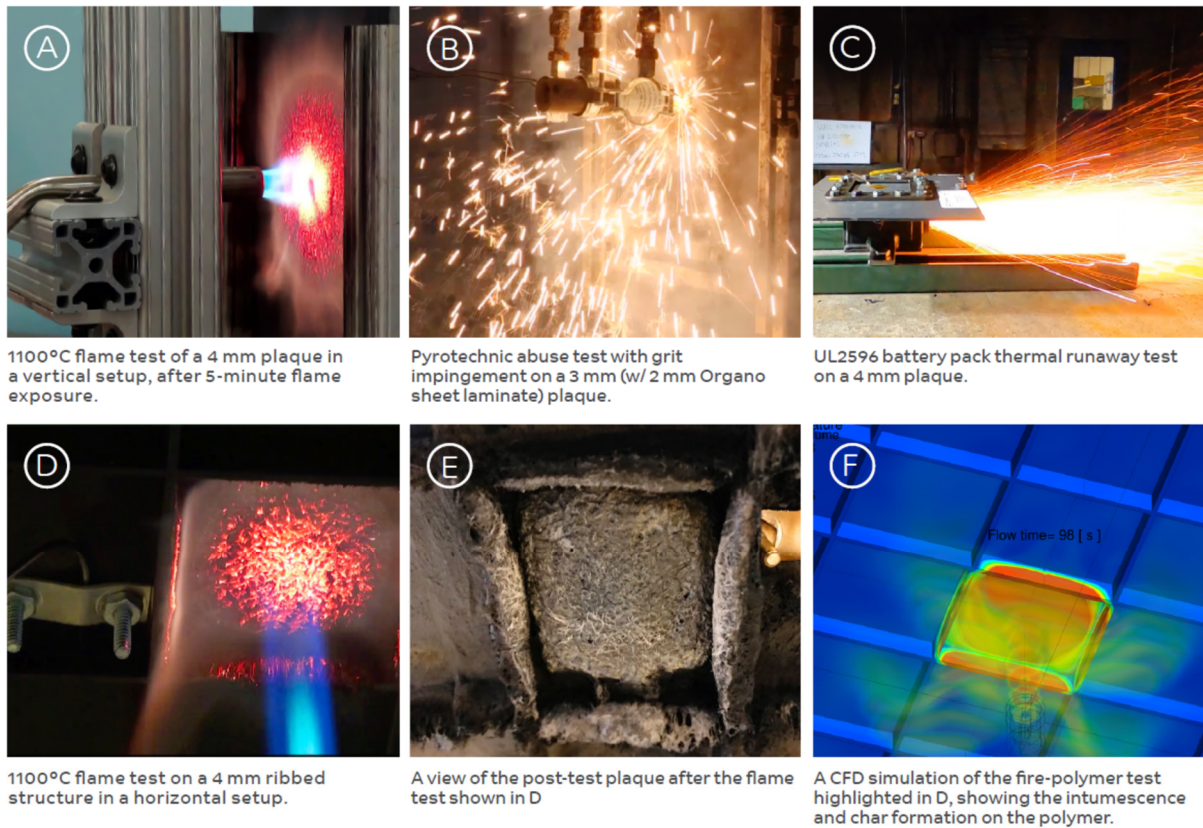 A
B
C
1100°C flame test of a 4 mm plaque in
a vertical setup, after 5-minute flame
exposure.
Pyrotechnic abuse test with grit
impingement on a 3 mm (w/ 2 mm Organo
sheet laminate) plaque.
UL2596 battery pack thermal runaway test
on a 4 mm plaque.
D
E
F
time
Flow time= 98 [ s ]
1100°C flame test on a 4 mm ribbed
structure in a horizontal setup.
A view of the post-test plaque after the flame
test shown in D
A CFD simulation of the fire-polymer test
highlighted in D, showing the intumescence
and char formation on the polymer.